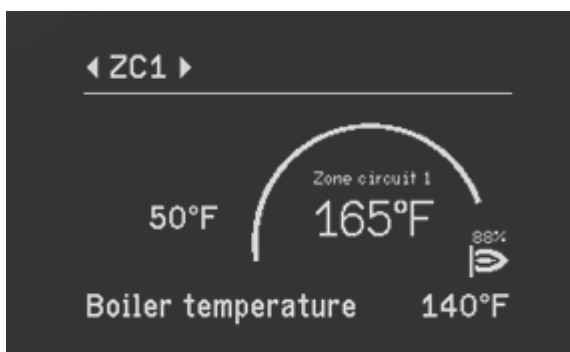 ZC1
Zone circuit 1
50°F
165°F
88%
Boiler temperature 140°F